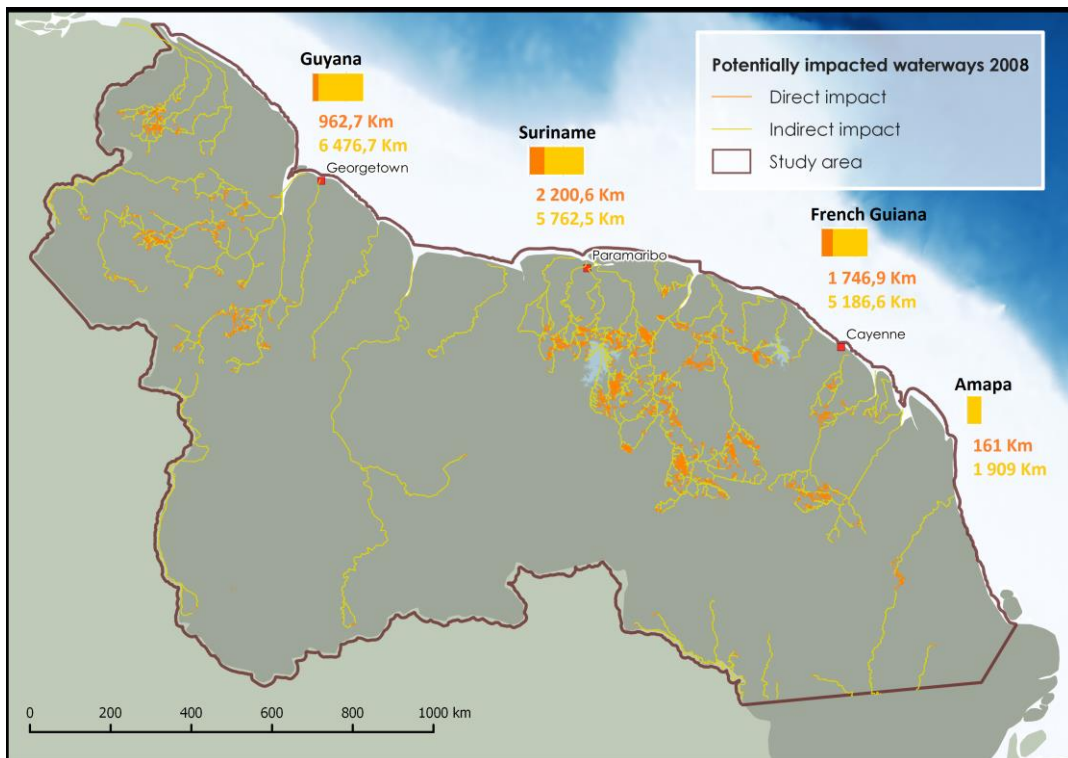 Potentially impacted waterways 2008
Direct impact
Indirect impact
Study area
Guyana
962,7 Km
6 476,7 Km
Georgetown
Suriname
2 200,6 Km
5 762,5 Km
Paramaribo
French Guiana
1 746,9 Km
5 186,6 Km
Cayenne
Amapa
161 Km
1 909 Km
0 200 400 600 800 1000 km